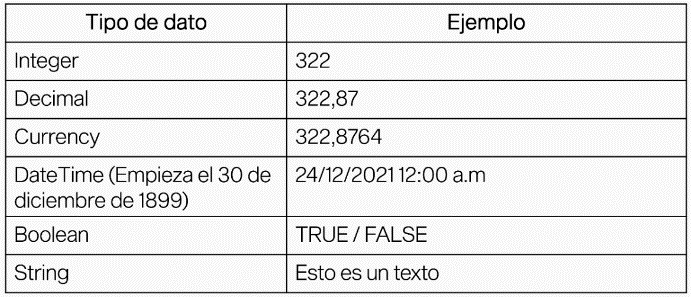 Tipo de dato Ejemplo
Integer 322
Decimal 322,87
Currency 322,8764
DateTime (Empieza el 30 de 24/12/2021 12:00 a.m
diciembre de 1899)
Boolean TRUE / FALSE
String Esto es un texto